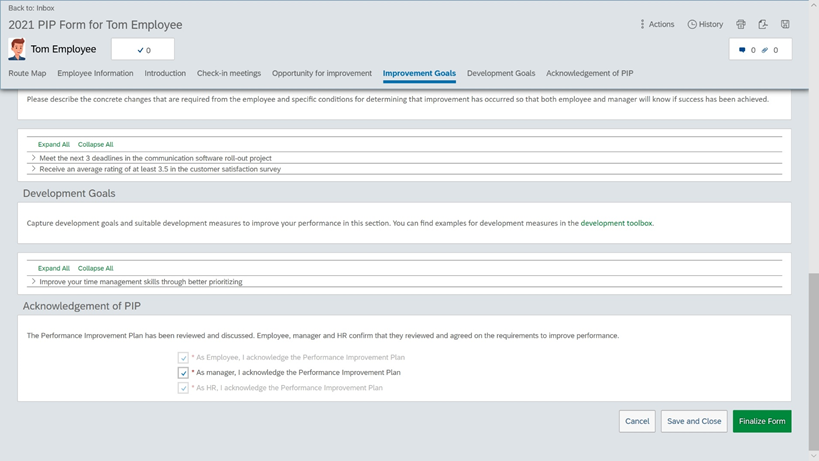 Back to: Inbox
2021 PIP Form for Tom Employee
Actions
History
Tom Employee
0
0
0
Route Map
Employee Information
Introduction
Check-in meetings
Opportunity for improvement
Improvement Goals
Development Goals
Acknowledgement of PIP
Please describe the concrete changes that are required from the employee and specific conditions for determining that improvement has occurred so that both employee and manager will know if success has been achieved.
Expand All Collapse All
Meet the next 3 deadlines in the communication software roll-out project
Receive an average rating of at least 3.5 in the customer satisfaction survey
Development Goals
Capture development goals and suitable development measures to improve your performance in this section. You can find examples for development measures in the development toolbox.
Expand All Collapse All
Improve your time management skills through better prioritizing
Acknowledgement of PIP
The Performance Improvement Plan has been reviewed and discussed. Employee, manager and HR confirm that they reviewed and agreed on the requirements to improve performance.
* As Employee, I acknowledge the Performance Improvement Plan
* As manager, I acknowledge the Performance Improvement Plan
* As HR, I acknowledge the Performance Improvement Plan
Cancel
Save and Close
Finalize Form